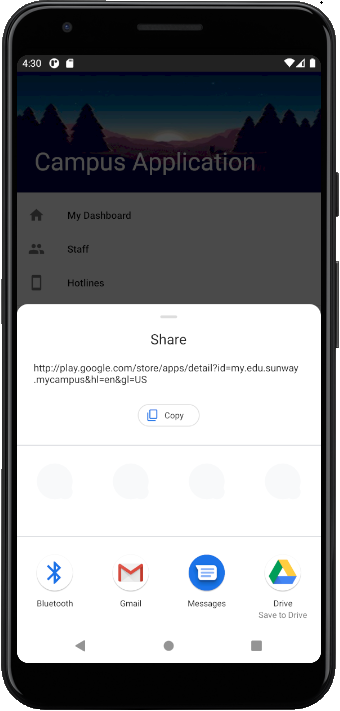 4:30
Campus Application
My Dashboard
Staff
Hotlines
Share
http://play.google.com/store/apps/detail?id=my.edu.sunway
.mycampus&hl=en&gl=US
Copy
Bluetooth
Gmail
Messages
Drive
Save to Drive